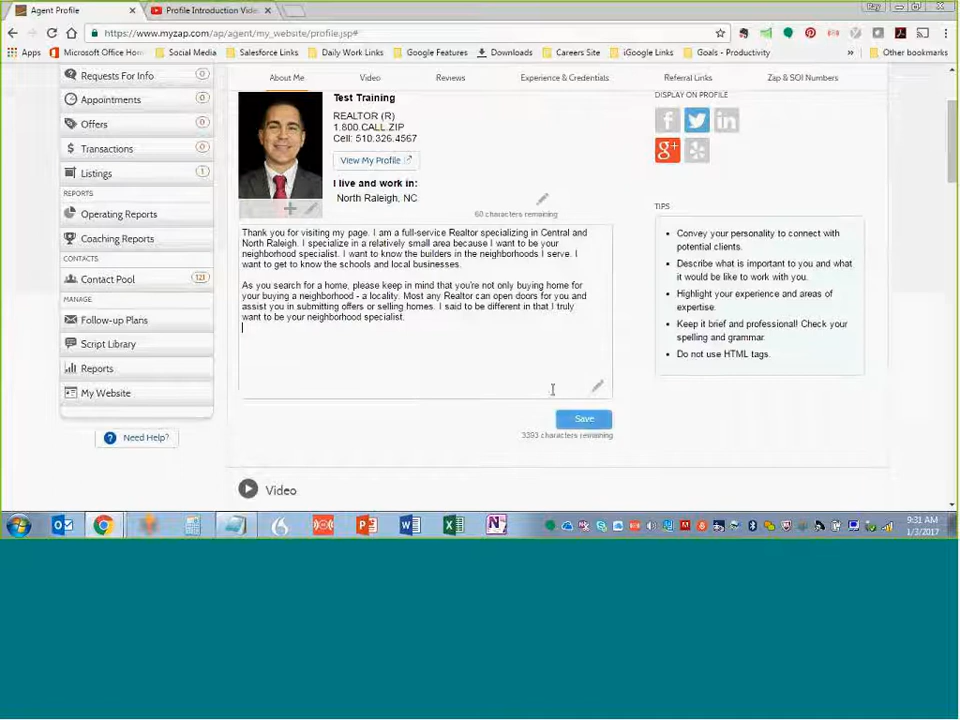 Agent Profile
Profile Introduction Vide
Ray
https://www.myzap.com/ap/agent/my_website/profile.jsp#
Apps
Microsoft Office Hom
Social Media
Salesforce Links
Daily Work Links
Google Features
Downloads
Careers Site
iGoogle Links
Goals - Productivity
»
Other bookmarks
Requests For Info
0
Appointments
0
Offers
0
Transactions
0
Listings
1
REPORTS
Operating Reports
Coaching Reports
CONTACTS
Contact Pool
121
MANAGE
Follow-up Plans
Script Library
Reports
My Website
? Need Help?
About Me
Video
Reviews
Experience & Credentials
Referral Links
Zap & SOI Numbers
Test Training
REALTOR (R)
1.800.CALL.ZIP
Cell: 510.326.4567
View My Profile
I live and work in:
North Raleigh, NC
60 characters remaining
Thank you for visiting my page. I am a full-service Realtor specializing in Central and
North Raleigh. I specialize in a relatively small area because I want to be your
neighborhood specialist. I want to know the builders in the neighborhoods I serve. I
want to get to know the schools and local businesses.
As you search for a home, please keep in mind that you're not only buying home for
your buying a neighborhood - a locality. Most any Realtor can open doors for you and
assist you in submitting offers or selling homes. I said to be different in that I truly
want to be your neighborhood specialist.
Save
3393 characters remaining
Video
DISPLAY ON PROFILE
f
in
g+
TIPS
Convey your personality to connect with
potential clients.
Describe what is important to you and what
it would be like to work with you.
Highlight your experience and areas of
expertise.
Keep it brief and professional! Check your
spelling and grammar.
Do not use HTML tags.
9:31 AM
1/3/2017